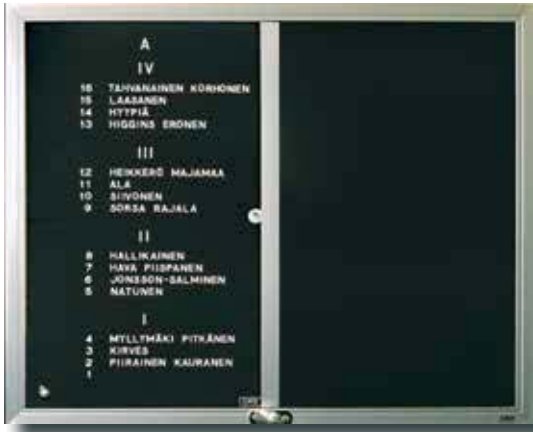 A
IV
16 TAHVANAINEN KORHONEN
15 LAASANEN
14 HYYPIÄ
13 HIGGINS ERONEN
III
12 HEIKKERÖ MAJAMAA
11 ALA
10 SIIVONEN
9 SORSA RAJALA
II
8 HALLIKAINEN
7 HAVA PIISPANEN
6 JONSSON-SALMINEN
5 NATUNEN
I
4 MYLLYMÄKI PITKÄNEN
3 KIRVES
2 PIIRAINEN KAURANEN
1